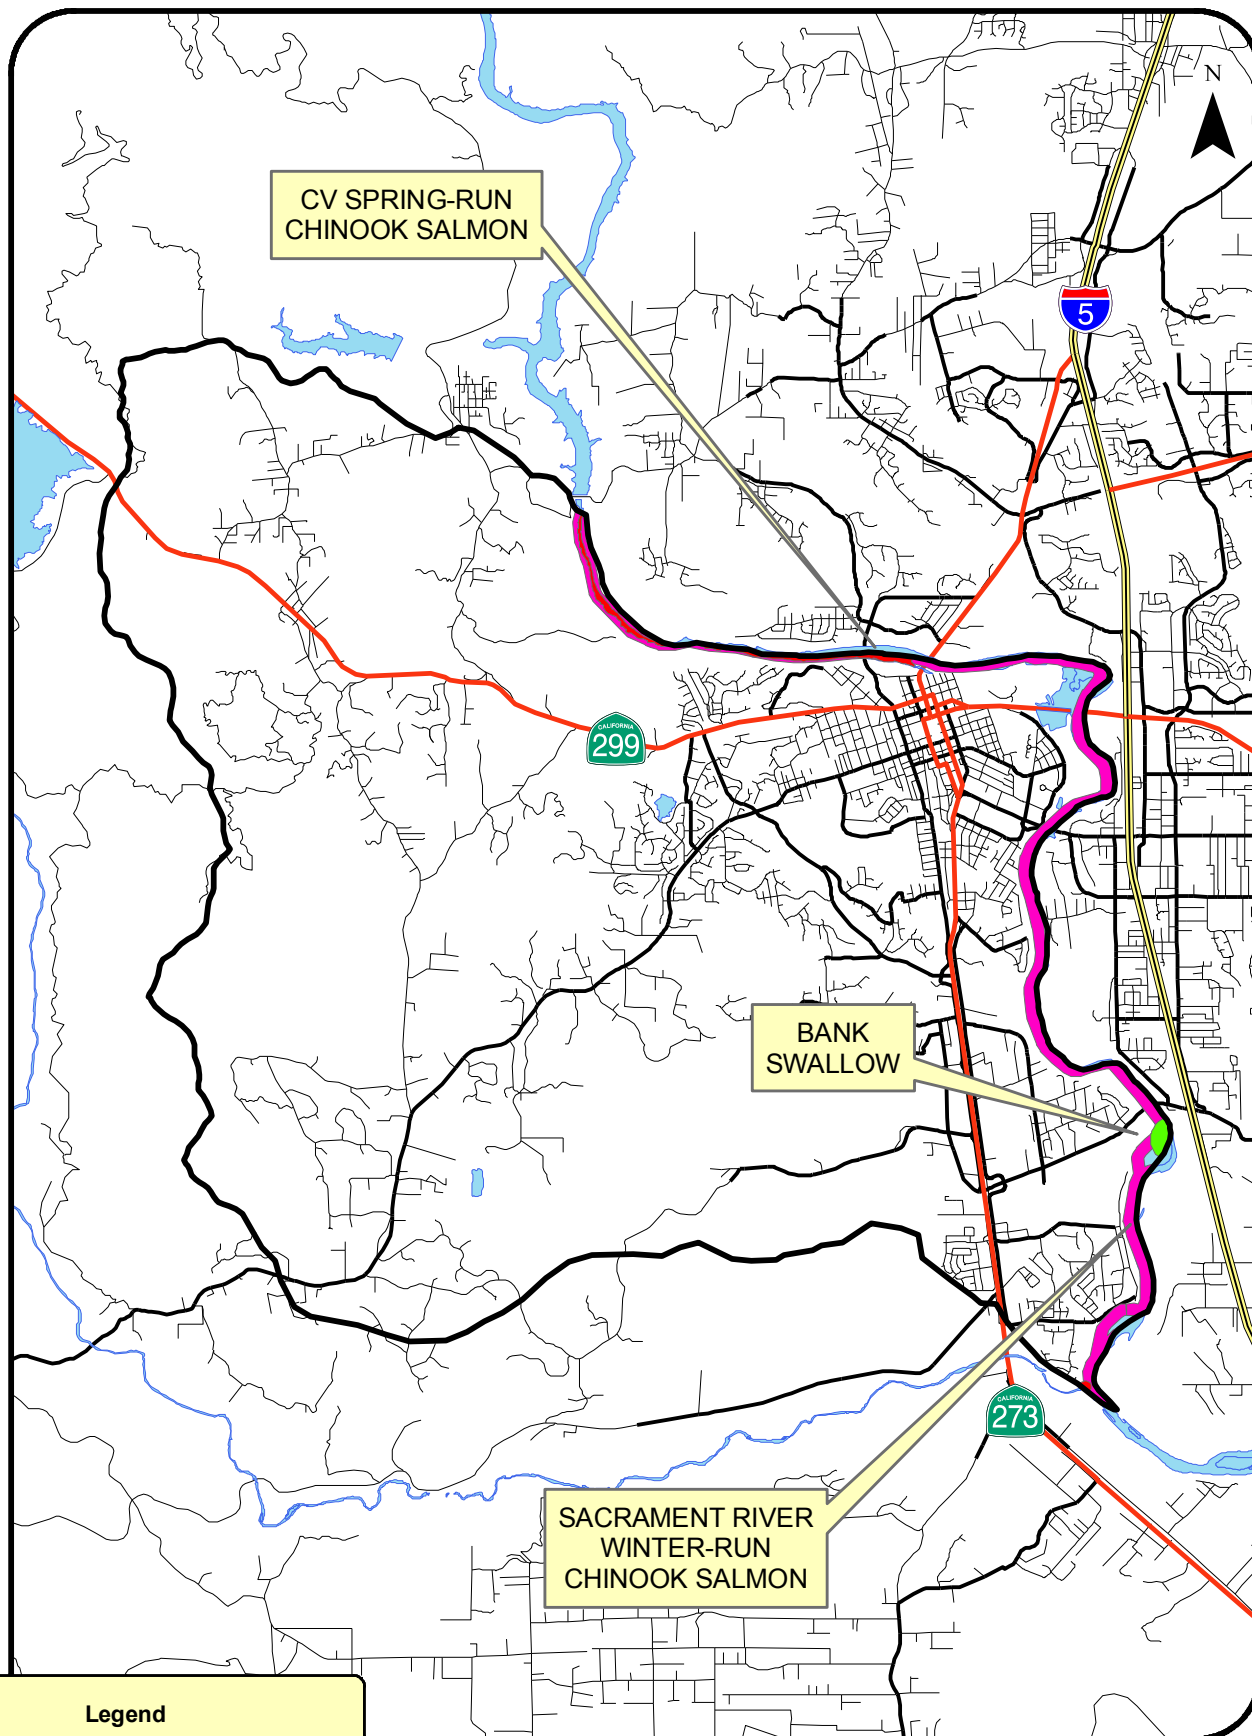 N
CV SPRING-RUN
CHINOOK SALMON
5
CALIFORNIA
299
BANK
SWALLOW
CALIFORNIA
273
SACRAMENT RIVER
WINTER-RUN
CHINOOK SALMON
Legend